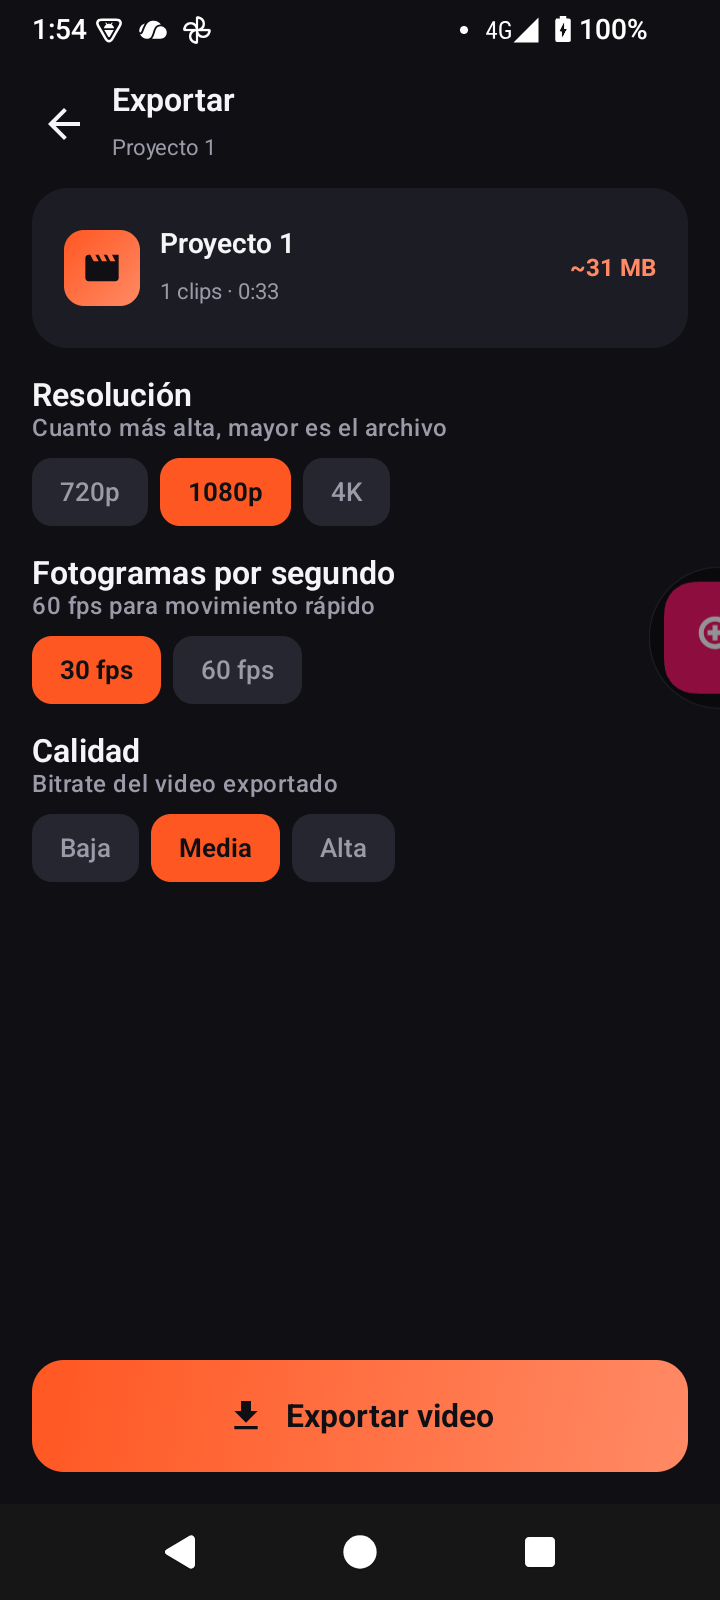 1:54
4G
100%
Exportar
Proyecto 1
Proyecto 1
1 clips · 0:33
~31 MB
Resolución
Cuanto más alta, mayor es el archivo
720p 1080p 4K
Fotogramas por segundo
60 fps para movimiento rápido
30 fps 60 fps
Calidad
Bitrate del video exportado
Baja Media Alta
Exportar video